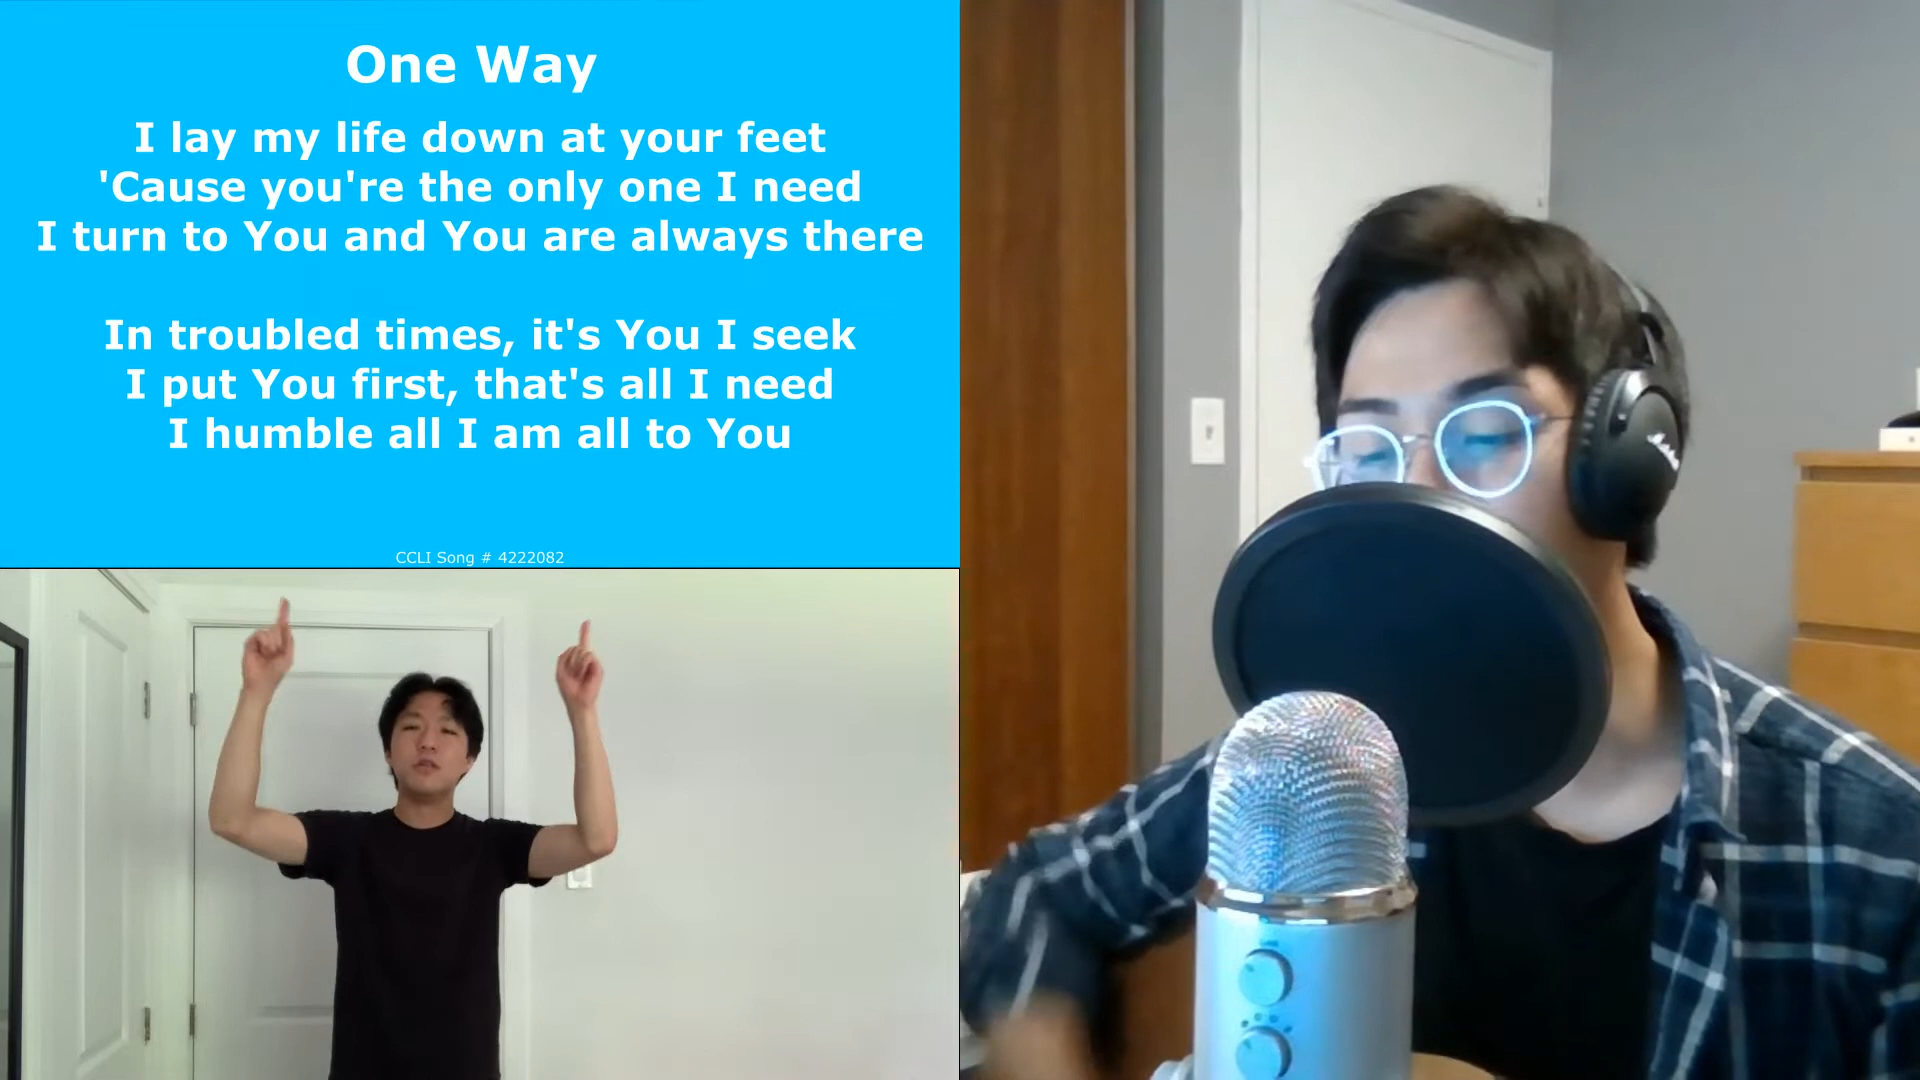 One Way
I lay my life down at your feet
'Cause you're the only one I need
I turn to You and You are always there
In troubled times, it's You I seek
I put You first, that's all I need
I humble all I am all to You
CCLI Song # 4222082
Marshall